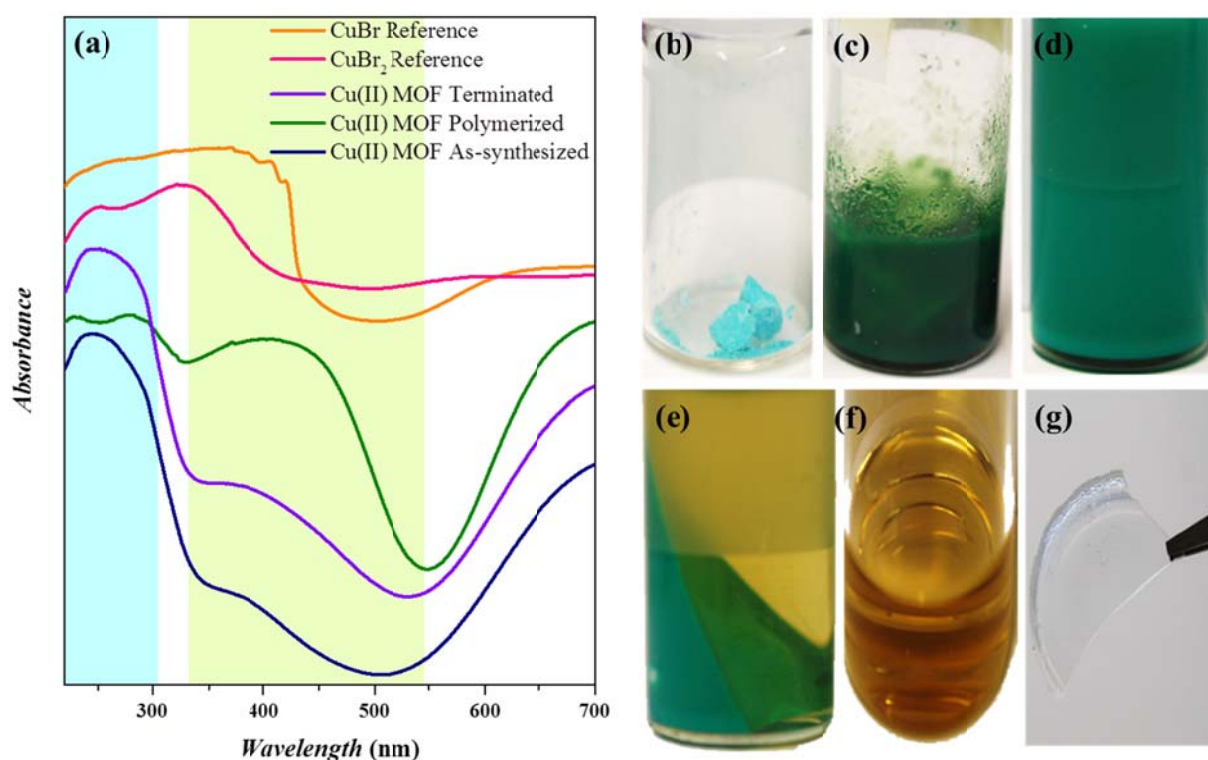 (a)
CuBr Reference
CuBr₂ Reference
Cu(II) MOF Terminated
Cu(II) MOF Polymerized
Cu(II) MOF As-synthesized
Absorbance
300 400 500 600 700
Wavelength (nm)
(b) (c) (d)
(e) (f) (g)